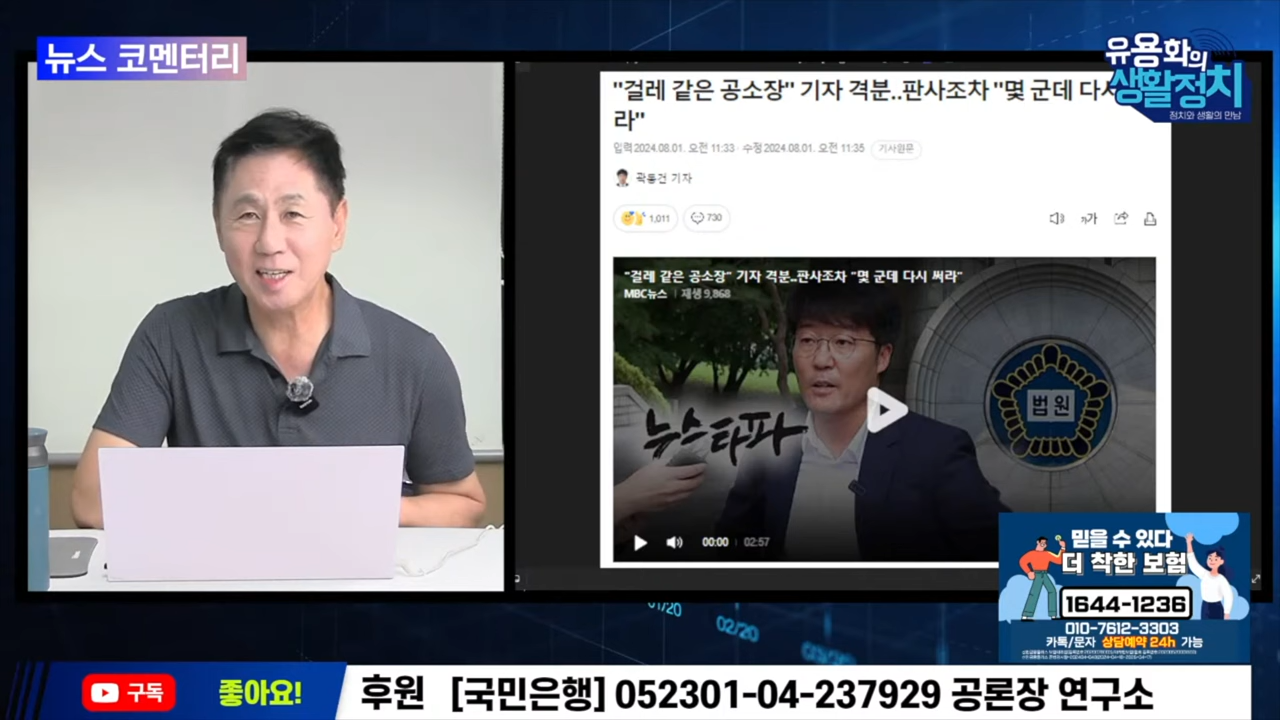 뉴스 코멘터리
유용화의
생활정치
정치와 생활의 만남
"걸레 같은 공소장" 기자 격분..판사조차 "몇 군데 다시
라"
입력 2024.08.01. 오전 11:33 · 수정 2024.08.01. 오전 11:35 기사원문
곽동건 기자
1,011 730
가
"걸레 같은 공소장" 기자 격분..판사조차 "몇 군데 다시 써라"
MBC뉴스 | 재생 9,868
뉴스타파
법원
00:00 | 02:57
믿을 수 있다
더 착한 보험
1644-1236
010-7612-3303
카톡/문자 상담예약 24h 가능
01/20
02/20
구독
좋아요!
후원 [국민은행] 052301-04-237929 공론장 연구소